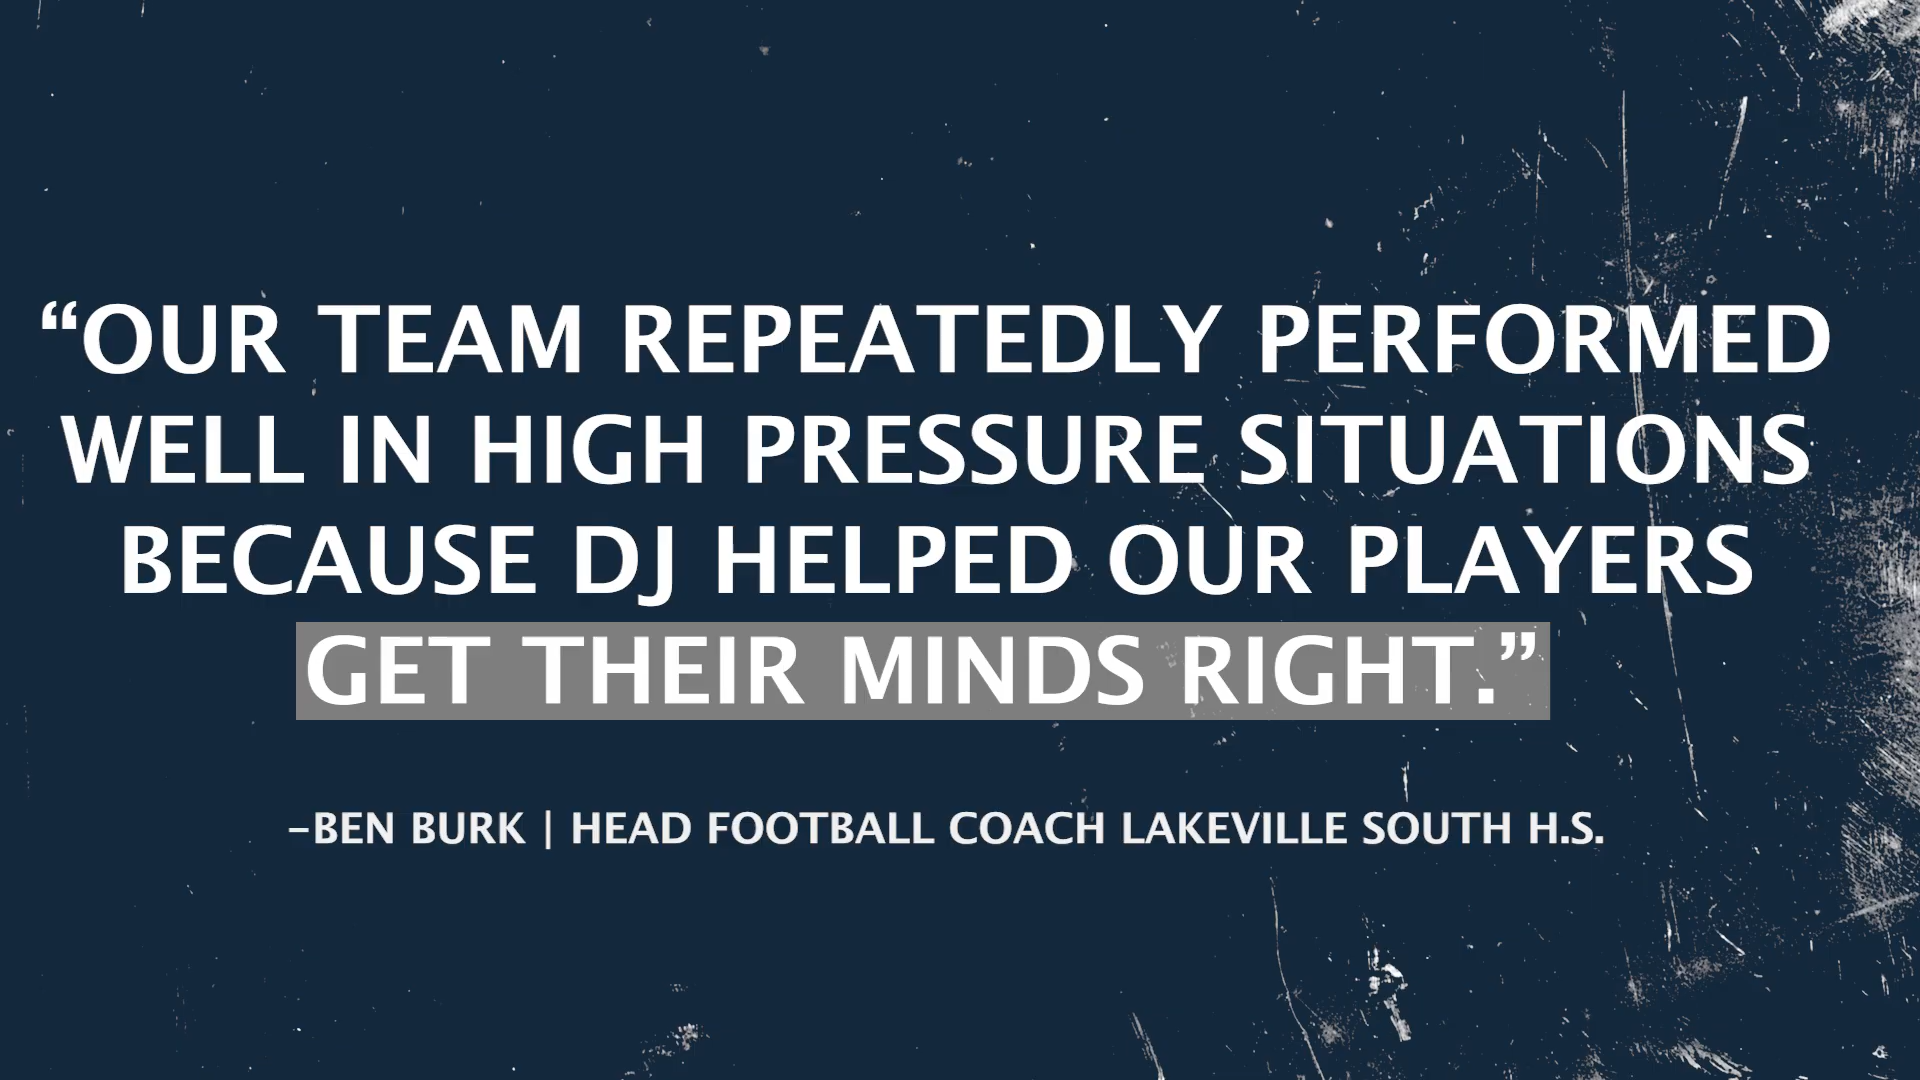 “OUR TEAM REPEATEDLY PERFORMED
WELL IN HIGH PRESSURE SITUATIONS
BECAUSE DJ HELPED OUR PLAYERS
GET THEIR MINDS RIGHT.”
–BEN BURK | HEAD FOOTBALL COACH LAKEVILLE SOUTH H.S.